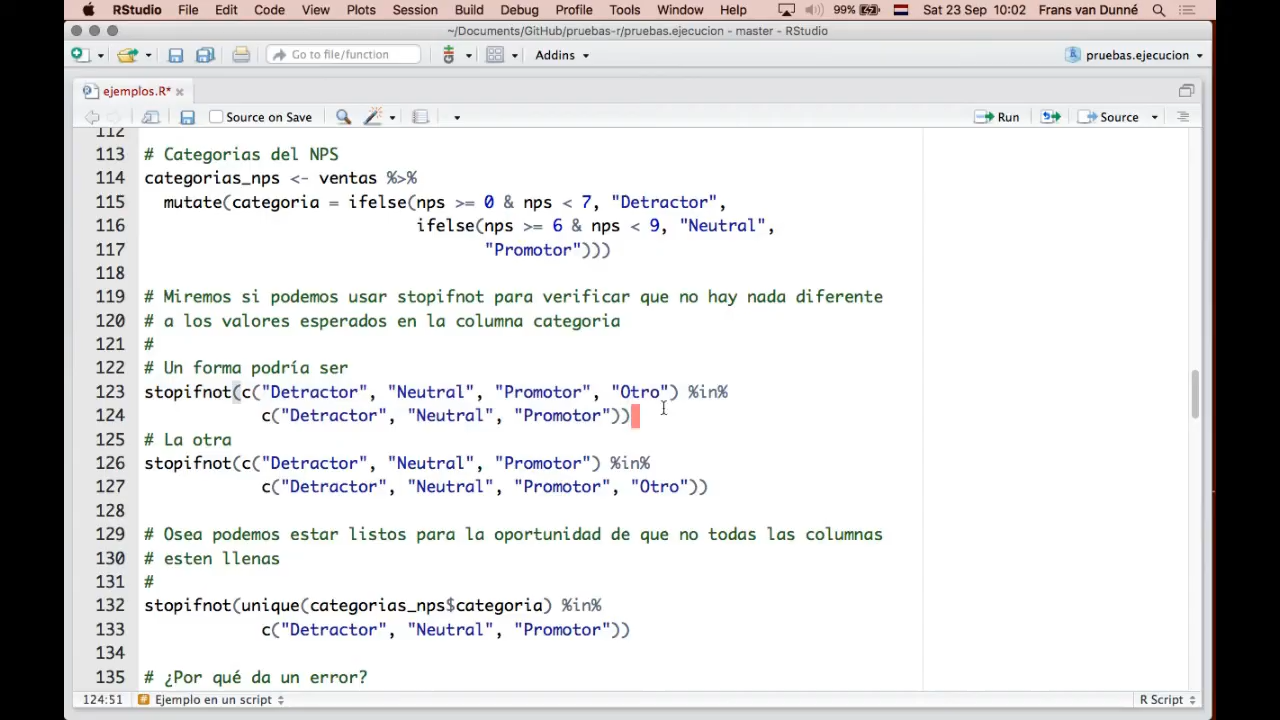 RStudio File Edit Code View Plots Session Build Debug Profile Tools Window Help 99% Sat 23 Sep 10:02 Frans van Dunné
~/Documents/GitHub/pruebas-r/pruebas.ejecucion - master - RStudio
Go to file/function Addins pruebas.ejecucion
ejemplos.R*
Source on Save Run Source
112
113 # Categorias del NPS
114 categorias_nps <- ventas %>%
115 mutate(categoria = ifelse(nps >= 0 & nps < 7, "Detractor",
116 ifelse(nps >= 6 & nps < 9, "Neutral",
117 "Promotor")))
118
119 # Miremos si podemos usar stopifnot para verificar que no hay nada diferente
120 # a los valores esperados en la columna categoria
121 #
122 # Un forma podría ser
123 stopifnot(c("Detractor", "Neutral", "Promotor", "Otro") %in%
124 c("Detractor", "Neutral", "Promotor"))
125 # La otra
126 stopifnot(c("Detractor", "Neutral", "Promotor") %in%
127 c("Detractor", "Neutral", "Promotor", "Otro"))
128
129 # Osea podemos estar listos para la oportunidad de que no todas las columnas
130 # esten llenas
131 #
132 stopifnot(unique(categorias_nps$categoria) %in%
133 c("Detractor", "Neutral", "Promotor"))
134
135 # ¿Por qué da un error?
124:51 # Ejemplo en un script R Script